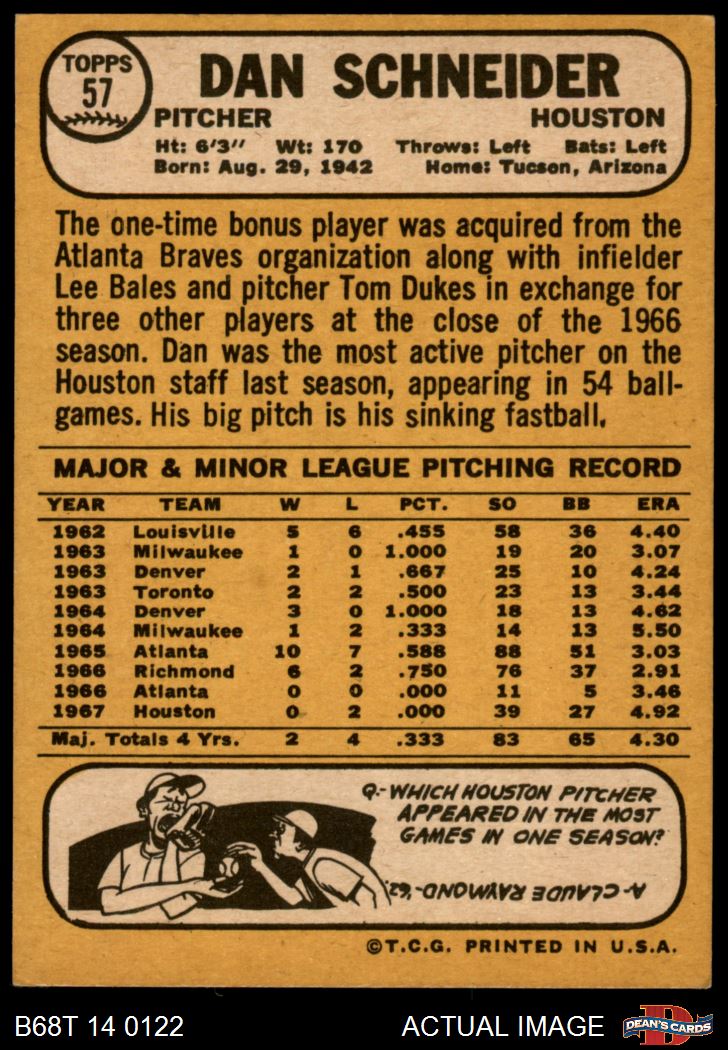 TOPPS
57
DAN SCHNEIDER
PITCHER HOUSTON
Ht: 6'3" Wt: 170 Throws: Left Bats: Left
Born: Aug. 29, 1942 Home: Tucson, Arizona
The one-time bonus player was acquired from the
Atlanta Braves organization along with infielder
Lee Bales and pitcher Tom Dukes in exchange for
three other players at the close of the 1966
season. Dan was the most active pitcher on the
Houston staff last season, appearing in 54 ball-
games. His big pitch is his sinking fastball.
MAJOR & MINOR LEAGUE PITCHING RECORD
YEAR TEAM W L PCT. SO BB ERA
1962 Louisville 5 6 .455 58 36 4.40
1963 Milwaukee 1 0 1.000 19 20 3.07
1963 Denver 2 1 .667 25 10 4.24
1963 Toronto 2 2 .500 23 13 3.44
1964 Denver 3 0 1.000 18 13 4.62
1964 Milwaukee 1 2 .333 14 13 5.50
1965 Atlanta 10 7 .588 88 51 3.03
1966 Richmond 6 2 .750 76 37 2.91
1966 Atlanta 0 0 .000 11 5 3.46
1967 Houston 0 2 .000 39 27 4.92
Maj. Totals 4 Yrs. 2 4 .333 83 65 4.30
Q.- WHICH HOUSTON PITCHER
APPEARED IN THE MOST
GAMES IN ONE SEASON?
A- CLAUDE RAYMOND-'62.
©T.C.G. PRINTED IN U.S.A.
B68T 14 0122 ACTUAL IMAGE D DEAN'S CARDS